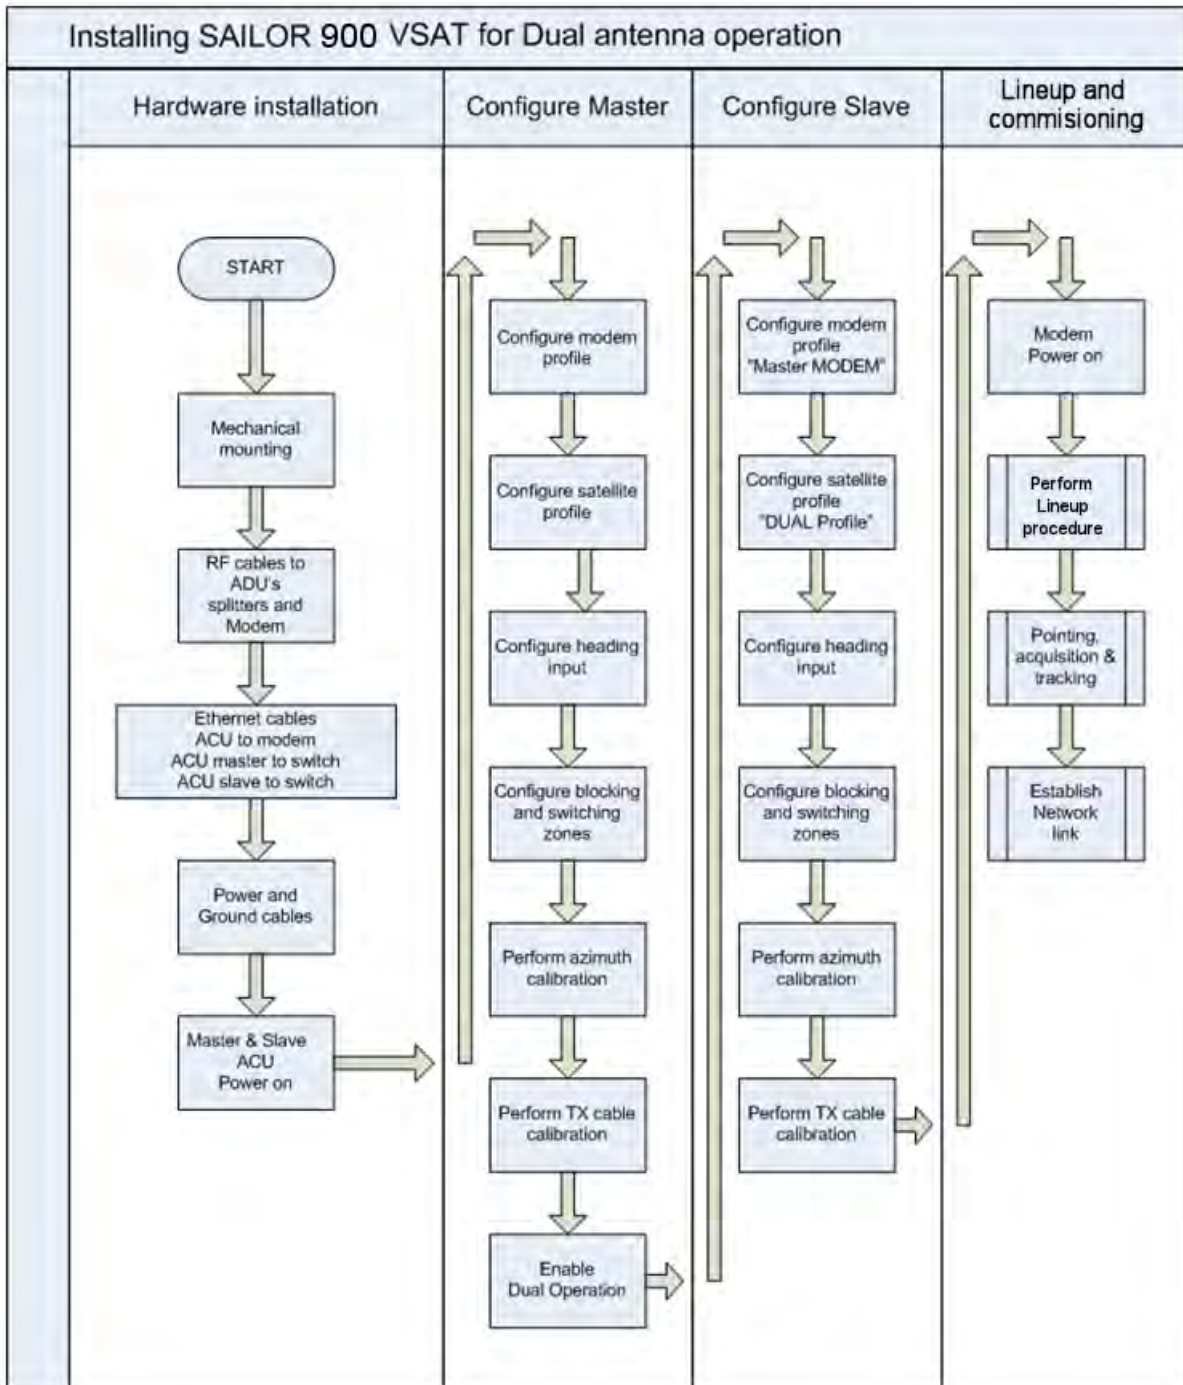 Installing SAILOR 900 VSAT for Dual antenna operation
Hardware installation
START
Mechanical
mounting
RF cables to
ADU's
splitters and
Modem
Ethernet cables
ACU to modem
ACU master to switch
ACU slave to switch
Power and
Ground cables
Master & Slave
ACU
Power on
Configure Master
Configure modem
profile
Configure satellite
profile
Configure heading
input
Configure blocking
and switching
zones
Perform azimuth
calibration
Perform TX cable
calibration
Enable
Dual Operation
Configure Slave
Configure modem
profile
"Master MODEM"
Configure satellite
profile
"DUAL Profile"
Configure heading
input
Configure blocking
and switching
zones
Perform azimuth
calibration
Perform TX cable
calibration
Lineup and
commisioning
Modem
Power on
Perform
Lineup
procedure
Pointing,
acquisition &
tracking
Establish
Network
link